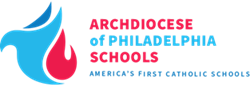 ARCHDIOCESE
of PHILADELPHIA
SCHOOLS
AMERICA'S FIRST CATHOLIC SCHOOLS